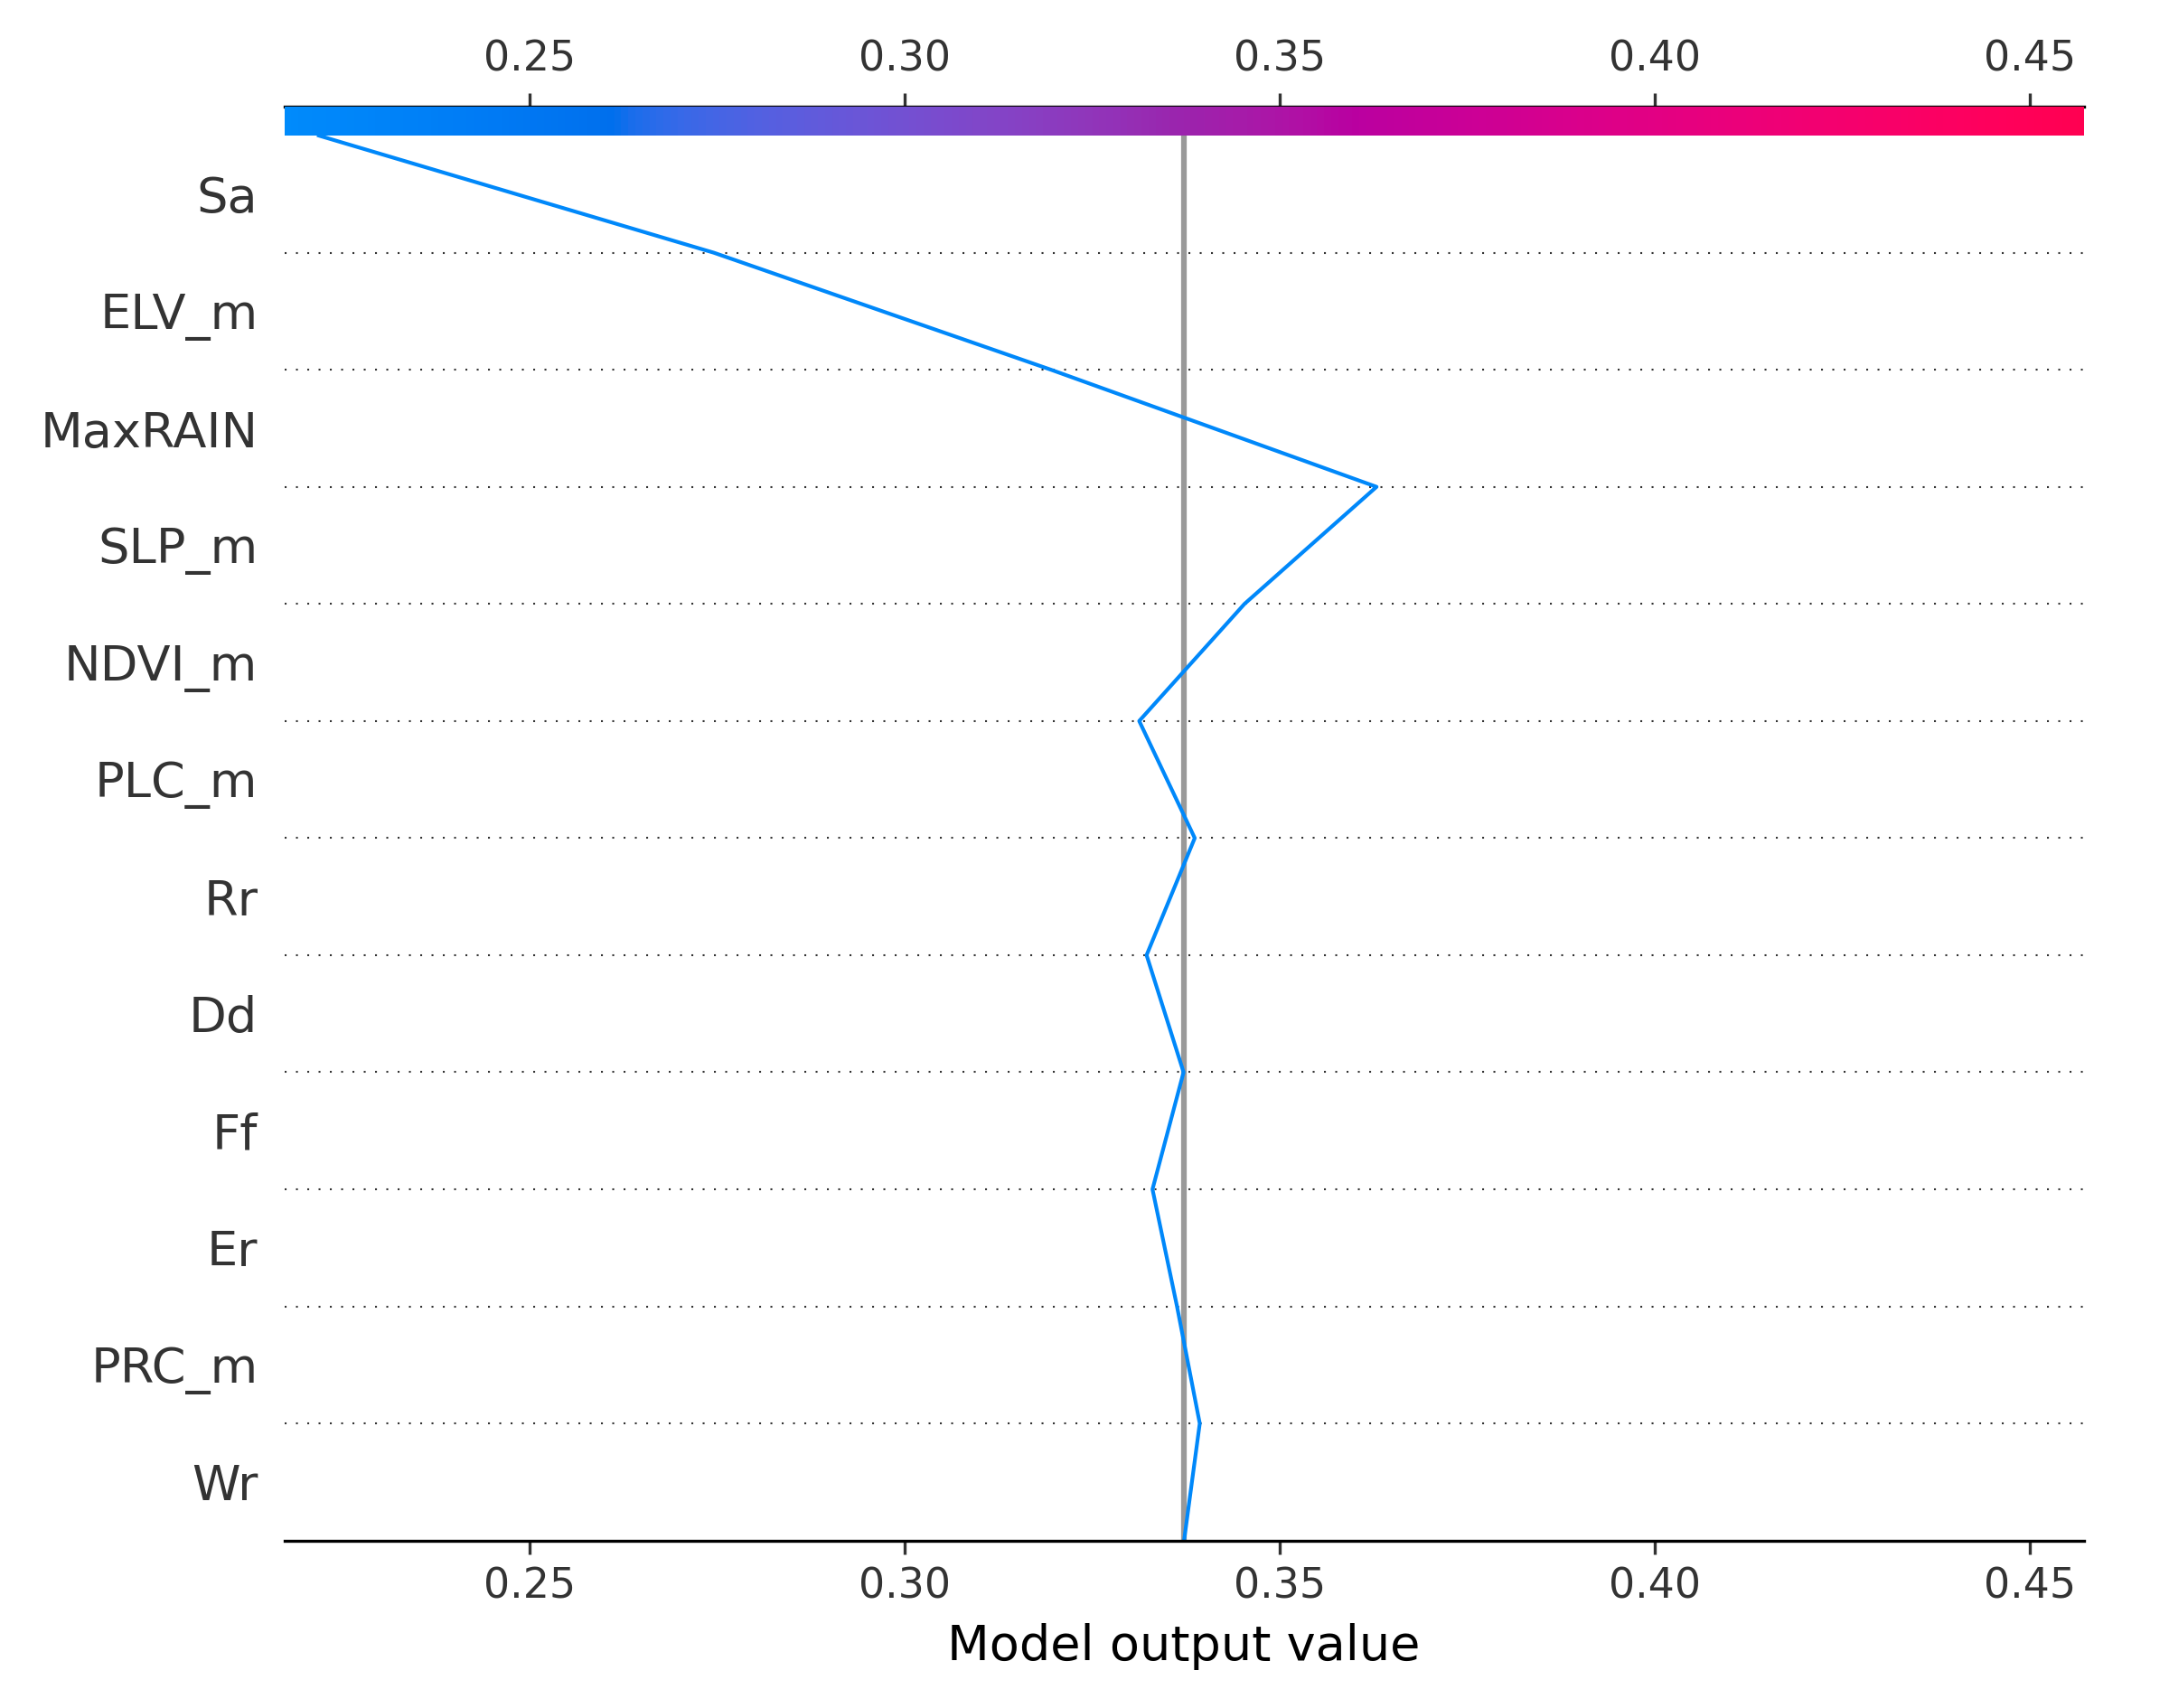 0.25 0.30 0.35 0.40 0.45
Sa
ELV_m
MaxRAIN
SLP_m
NDVI_m
PLC_m
Rr
Dd
Ff
Er
PRC_m
Wr
0.25 0.30 0.35 0.40 0.45
Model output value